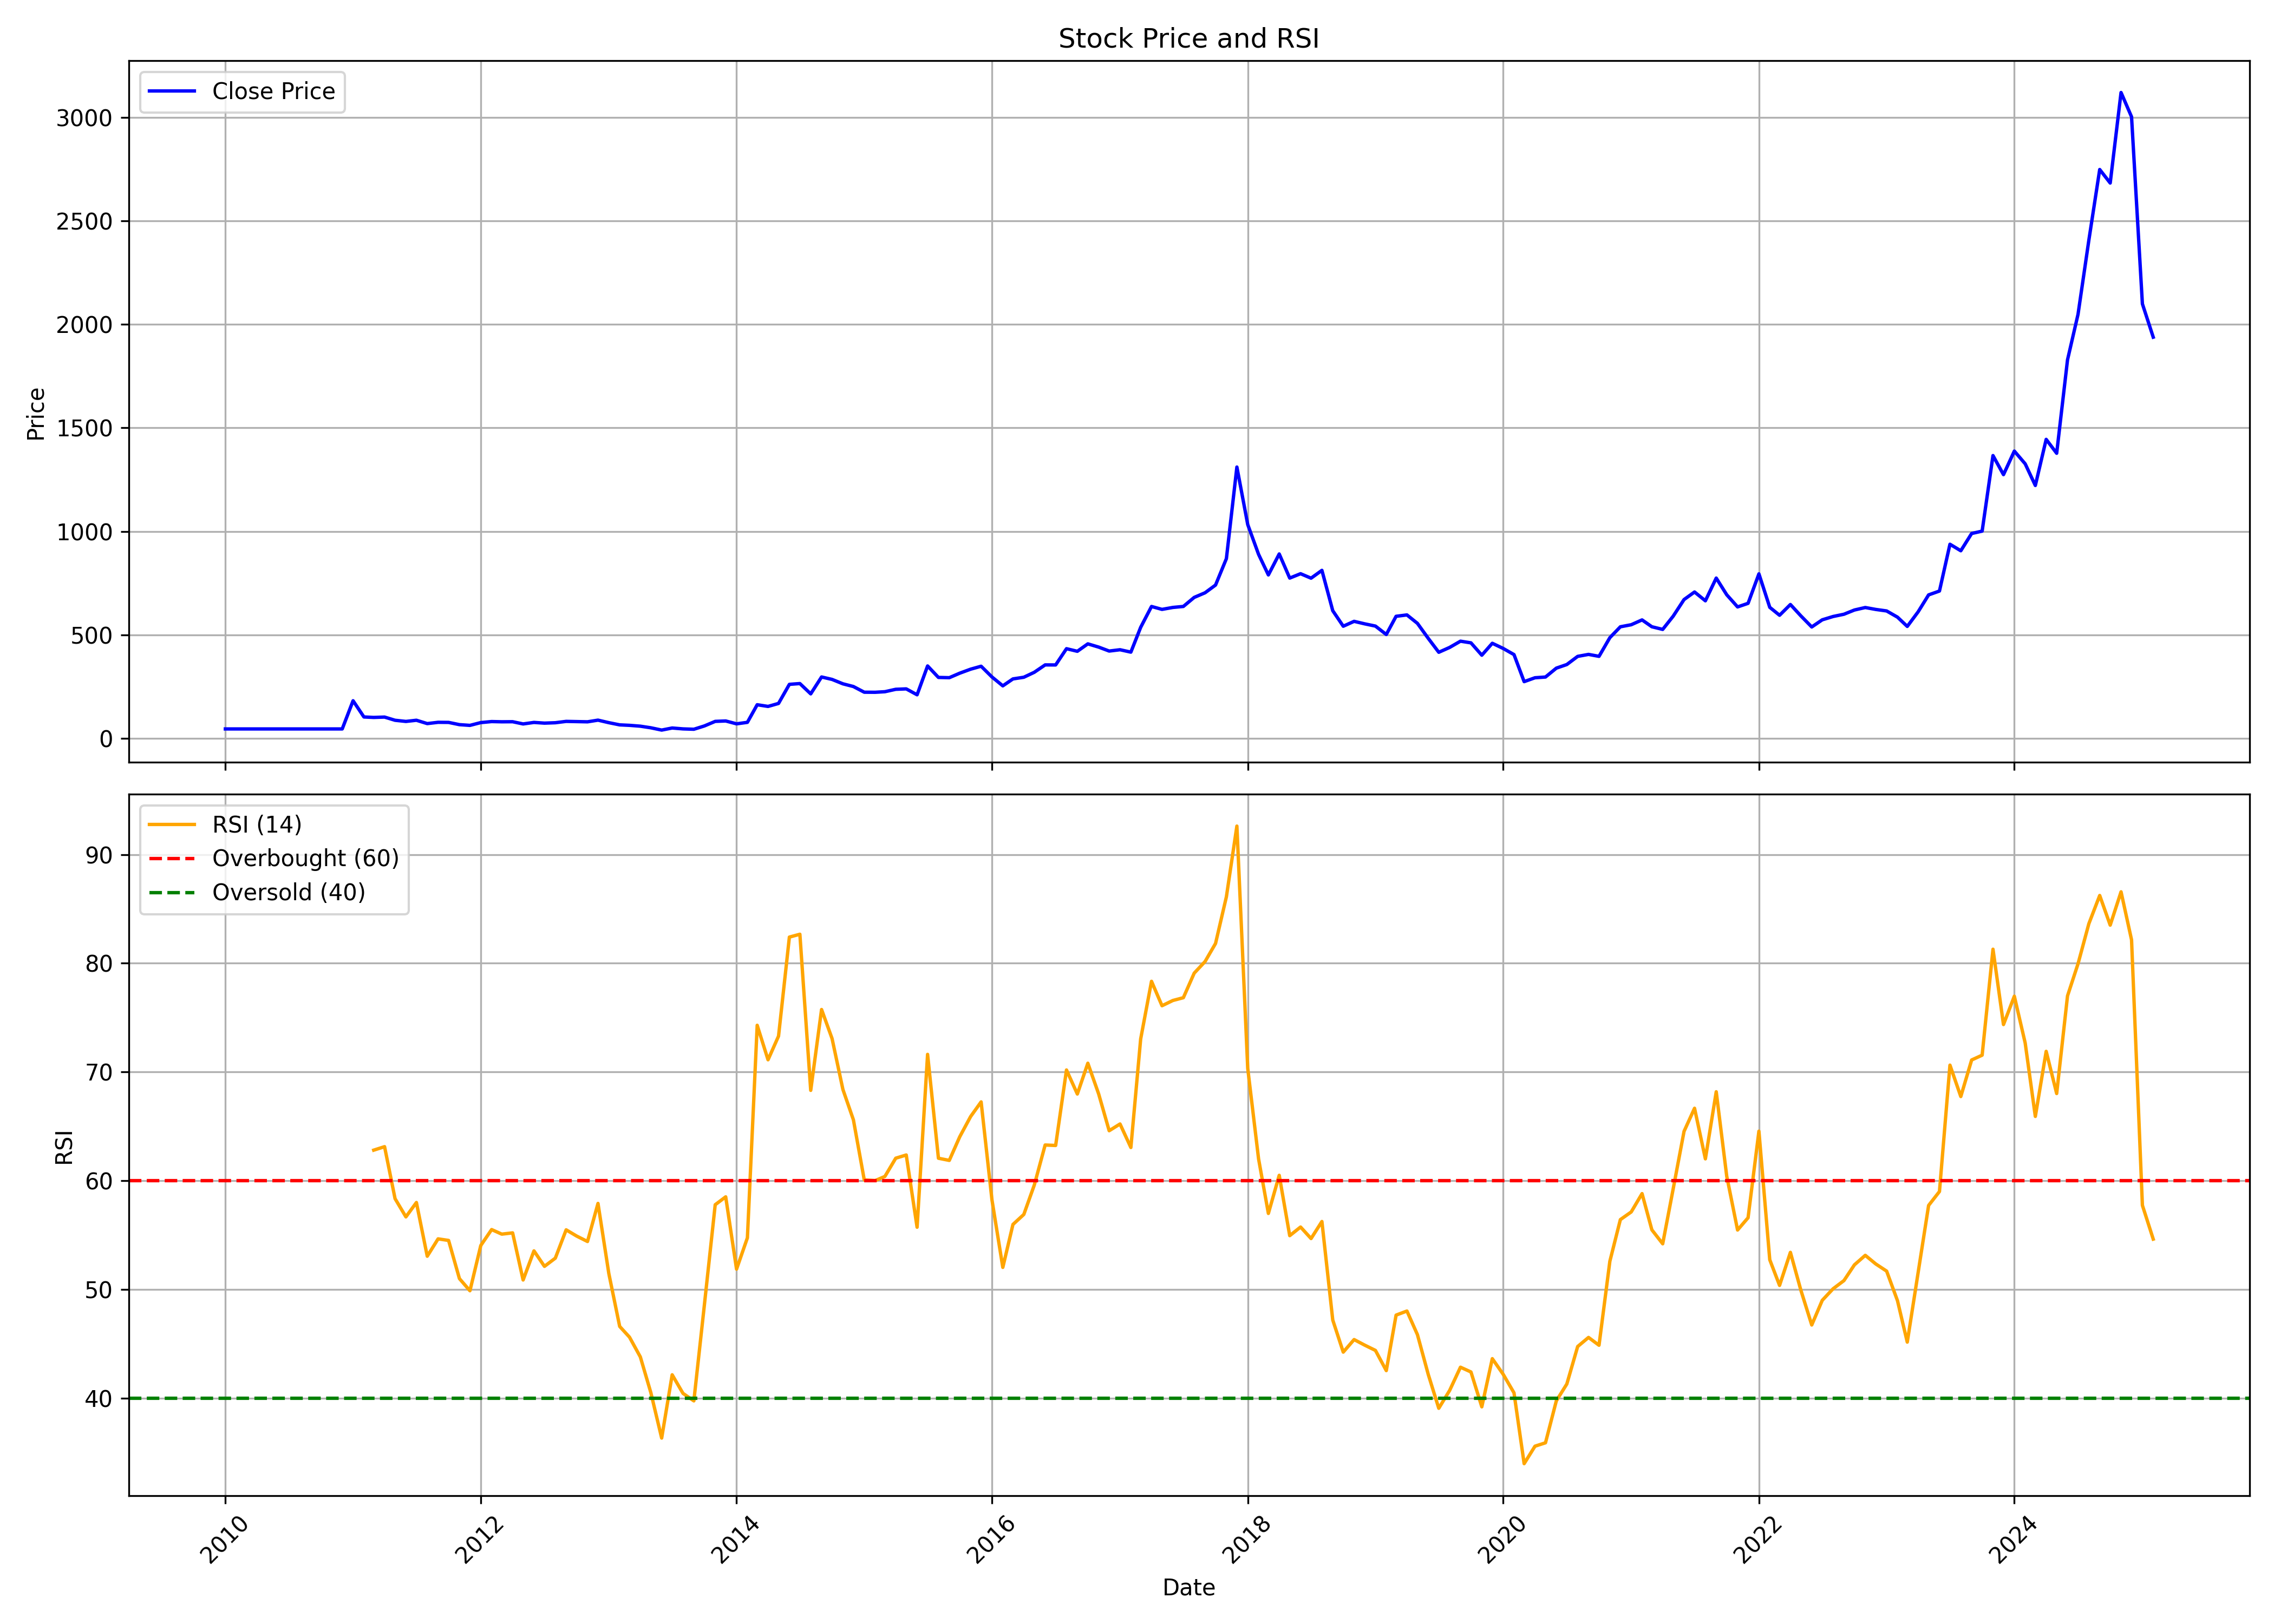 Stock Price and RSI
Close Price
3000
2500
2000
1500
1000
500
0
Price
RSI (14)
Overbought (60)
Oversold (40)
90
80
70
60
50
40
RSI
2010
2012
2014
2016
2018
2020
2022
2024
Date